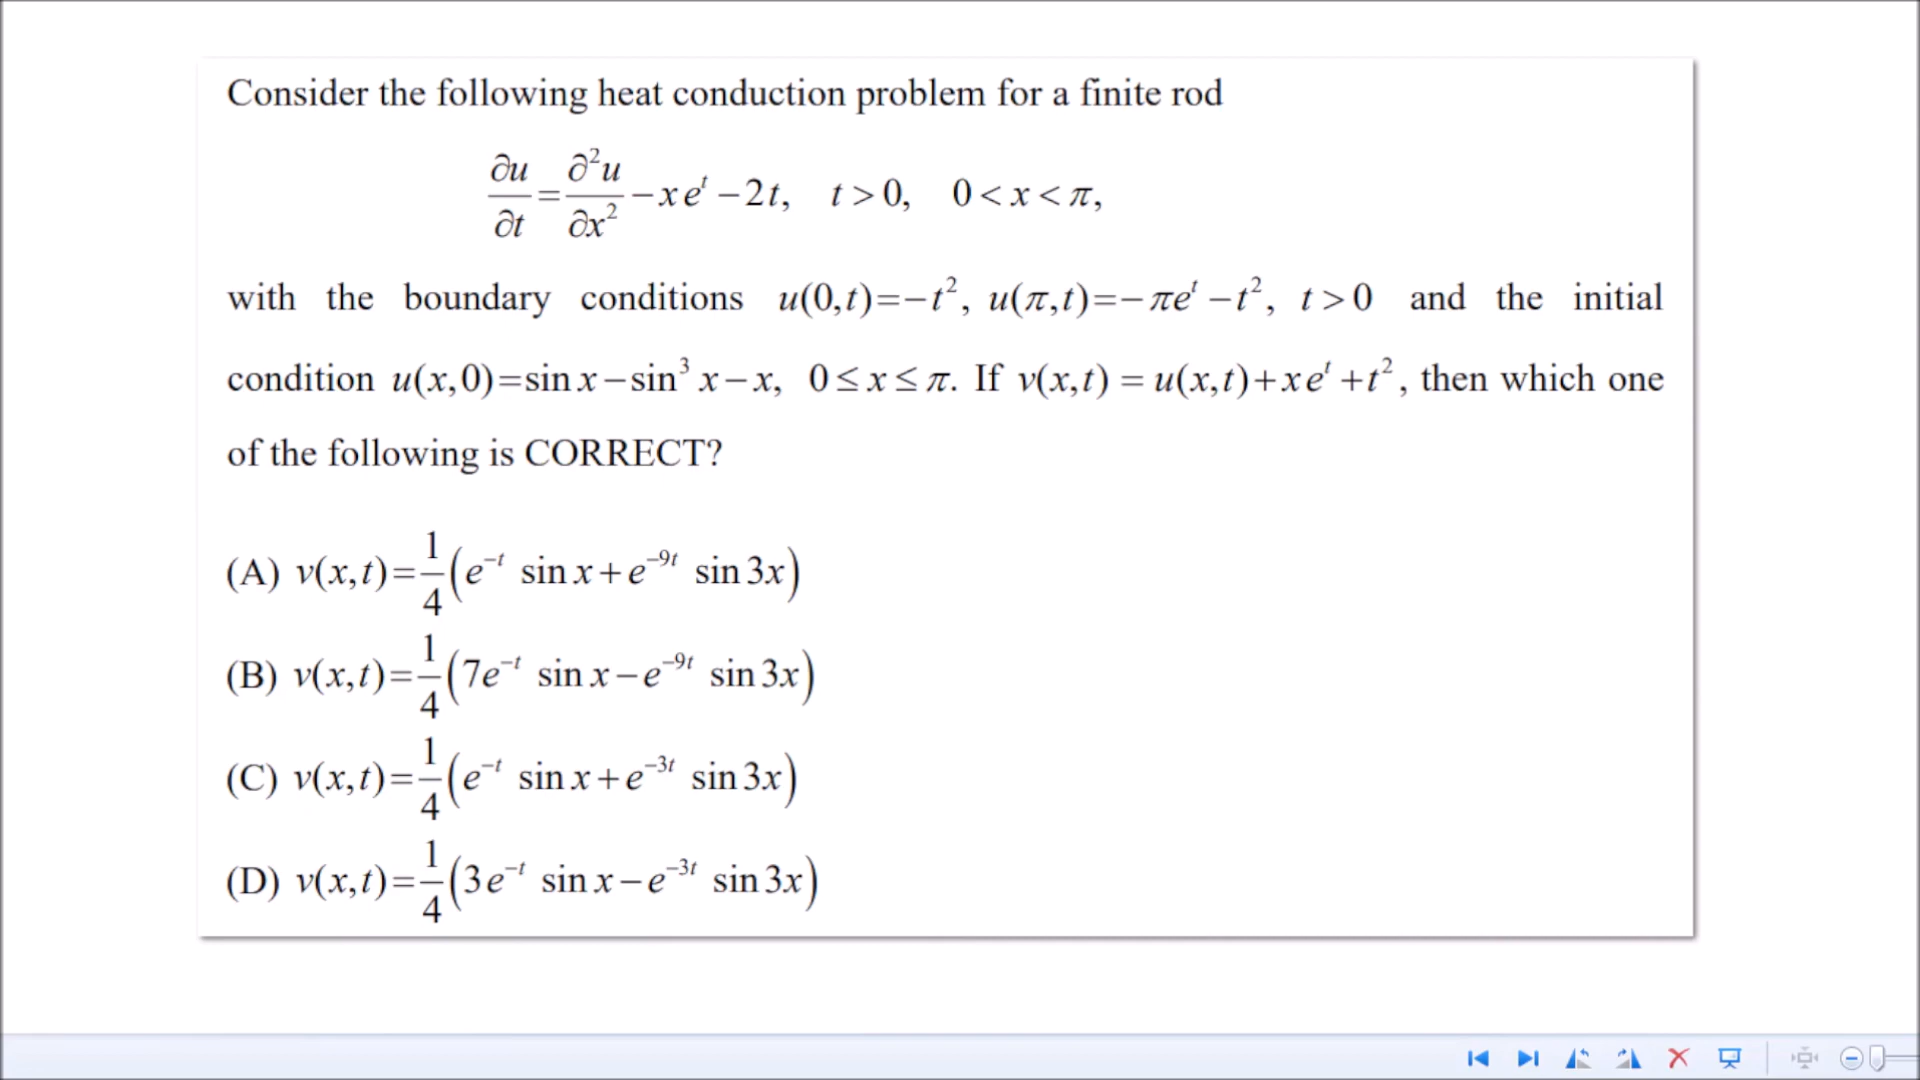 Consider the following heat conduction problem for a finite rod
∂u/∂t = ∂²u/∂x² − x eᵗ − 2t,   t > 0,   0 < x < π,
with the boundary conditions u(0,t) = −t², u(π,t) = −πeᵗ − t², t > 0 and the initial
condition u(x,0) = sin x − sin³ x − x, 0 ≤ x ≤ π. If v(x,t) = u(x,t) + x eᵗ + t², then which one
of the following is CORRECT?
(A) v(x,t) = 1/4 (e⁻ᵗ sin x + e⁻⁹ᵗ sin 3x)
(B) v(x,t) = 1/4 (7e⁻ᵗ sin x − e⁻⁹ᵗ sin 3x)
(C) v(x,t) = 1/4 (e⁻ᵗ sin x + e⁻³ᵗ sin 3x)
(D) v(x,t) = 1/4 (3e⁻ᵗ sin x − e⁻³ᵗ sin 3x)